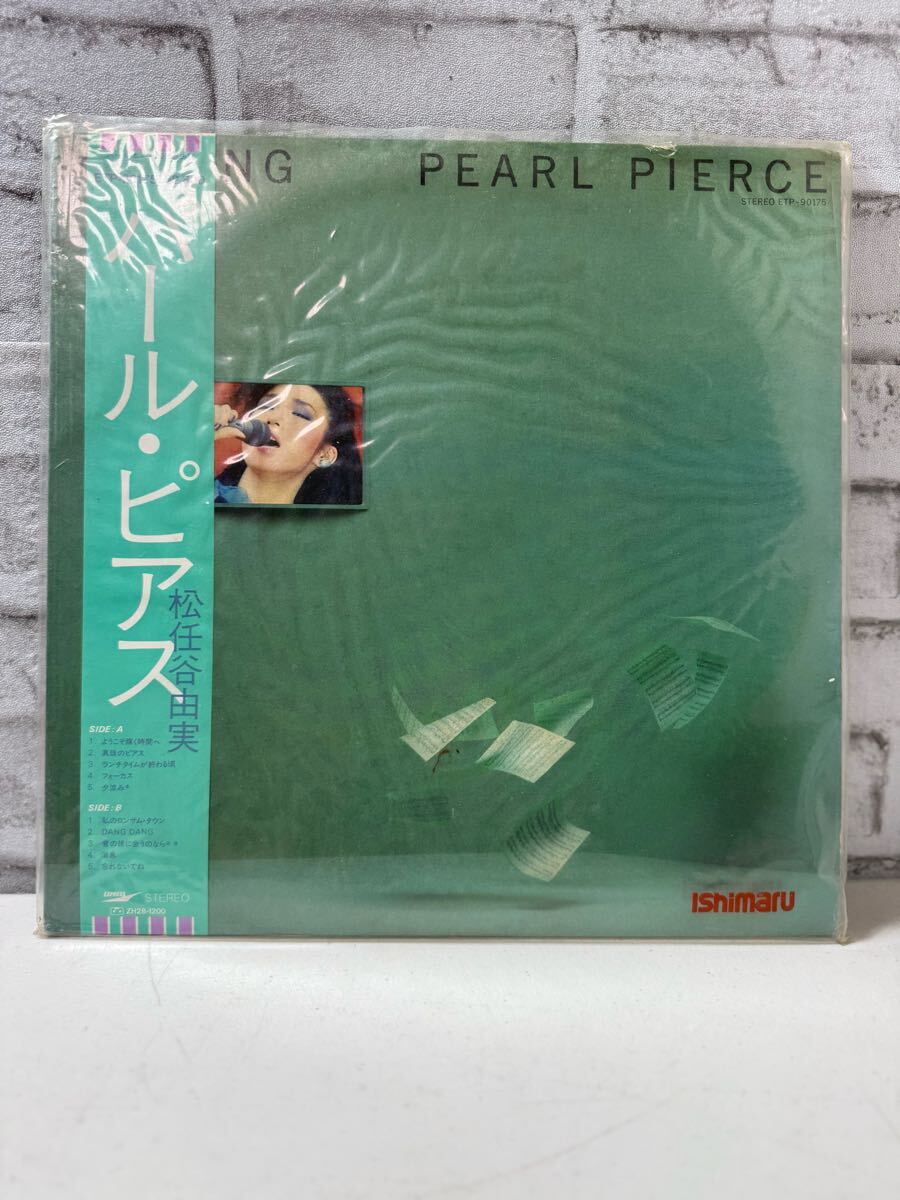 NG PEARL PIERCE
STEREO ETP-90175
パール・ピアス
松任谷由実
SIDE: A
1. ようこそ輝く時間へ
2. 真珠のピアス
3. ランチタイムが終わる頃
4. フォーカス
5. 夕涼み*
SIDE: B
1. 私のロンサム・タウン
2. DANG DANG
3. 昔の彼に会うのなら**
4. 消息
5. 忘れないでね
EXPRESS STEREO
ZH28-1200
Ishimaru